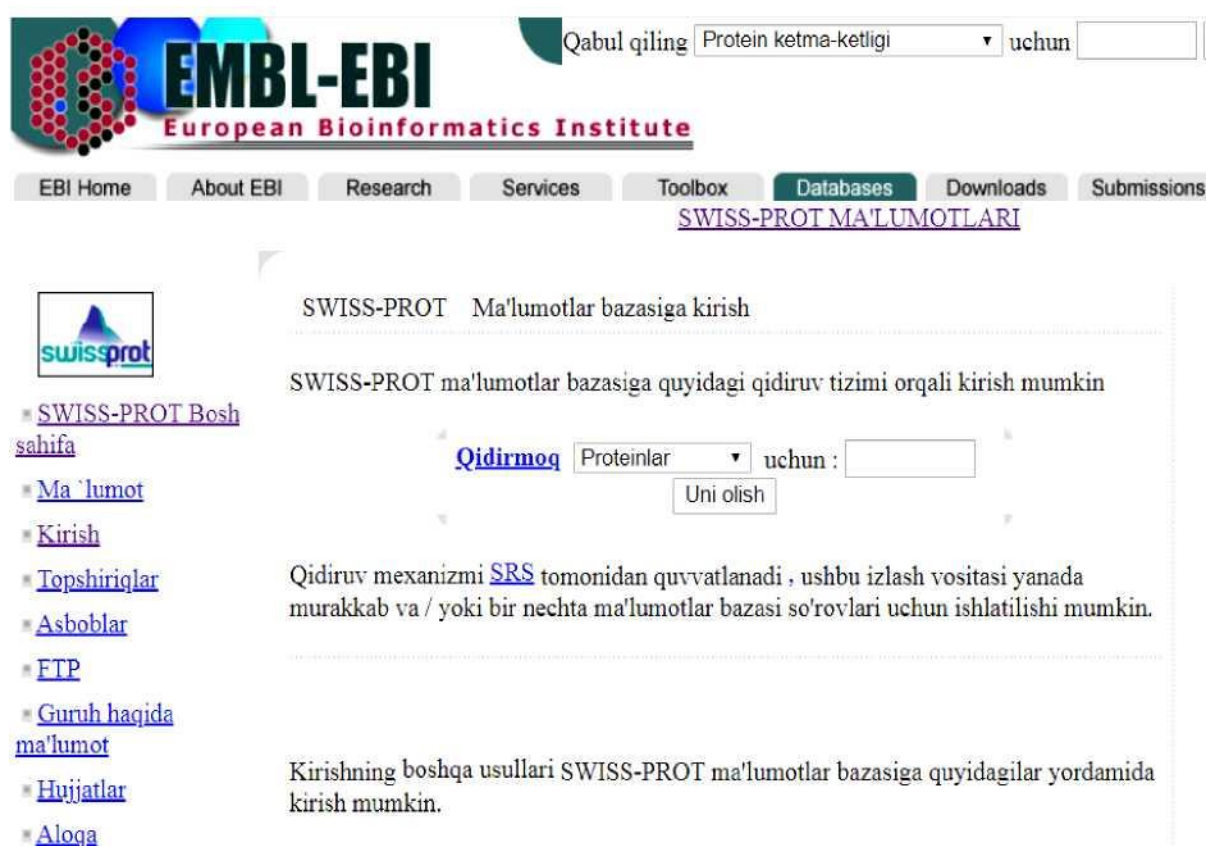 Qabul qiling Protein ketma-ketligi uchun
EMBL-EBI
European Bioinformatics Institute
EBI Home About EBI Research Services Toolbox Databases Downloads Submissions
SWISS-PROT MA'LUMOTLARI
swissprot
SWISS-PROT Bosh
sahifa
Ma `lumot
Kirish
Topshiriqlar
Asboblar
FTP
Guruh haqida
ma'lumot
Hujjatlar
Aloqa
SWISS-PROT Ma'lumotlar bazasiga kirish
SWISS-PROT ma'lumotlar bazasiga quyidagi qidiruv tizimi orqali kirish mumkin
Qidirmoq Proteinlar uchun :
Uni olish
Qidiruv mexanizmi SRS tomonidan quvvatlanadi , ushbu izlash vositasi yanada
murakkab va / yoki bir nechta ma'lumotlar bazasi so'rovlari uchun ishlatilishi mumkin.
Kirishning boshqa usullari SWISS-PROT ma'lumotlar bazasiga quyidagilar yordamida
kirish mumkin.